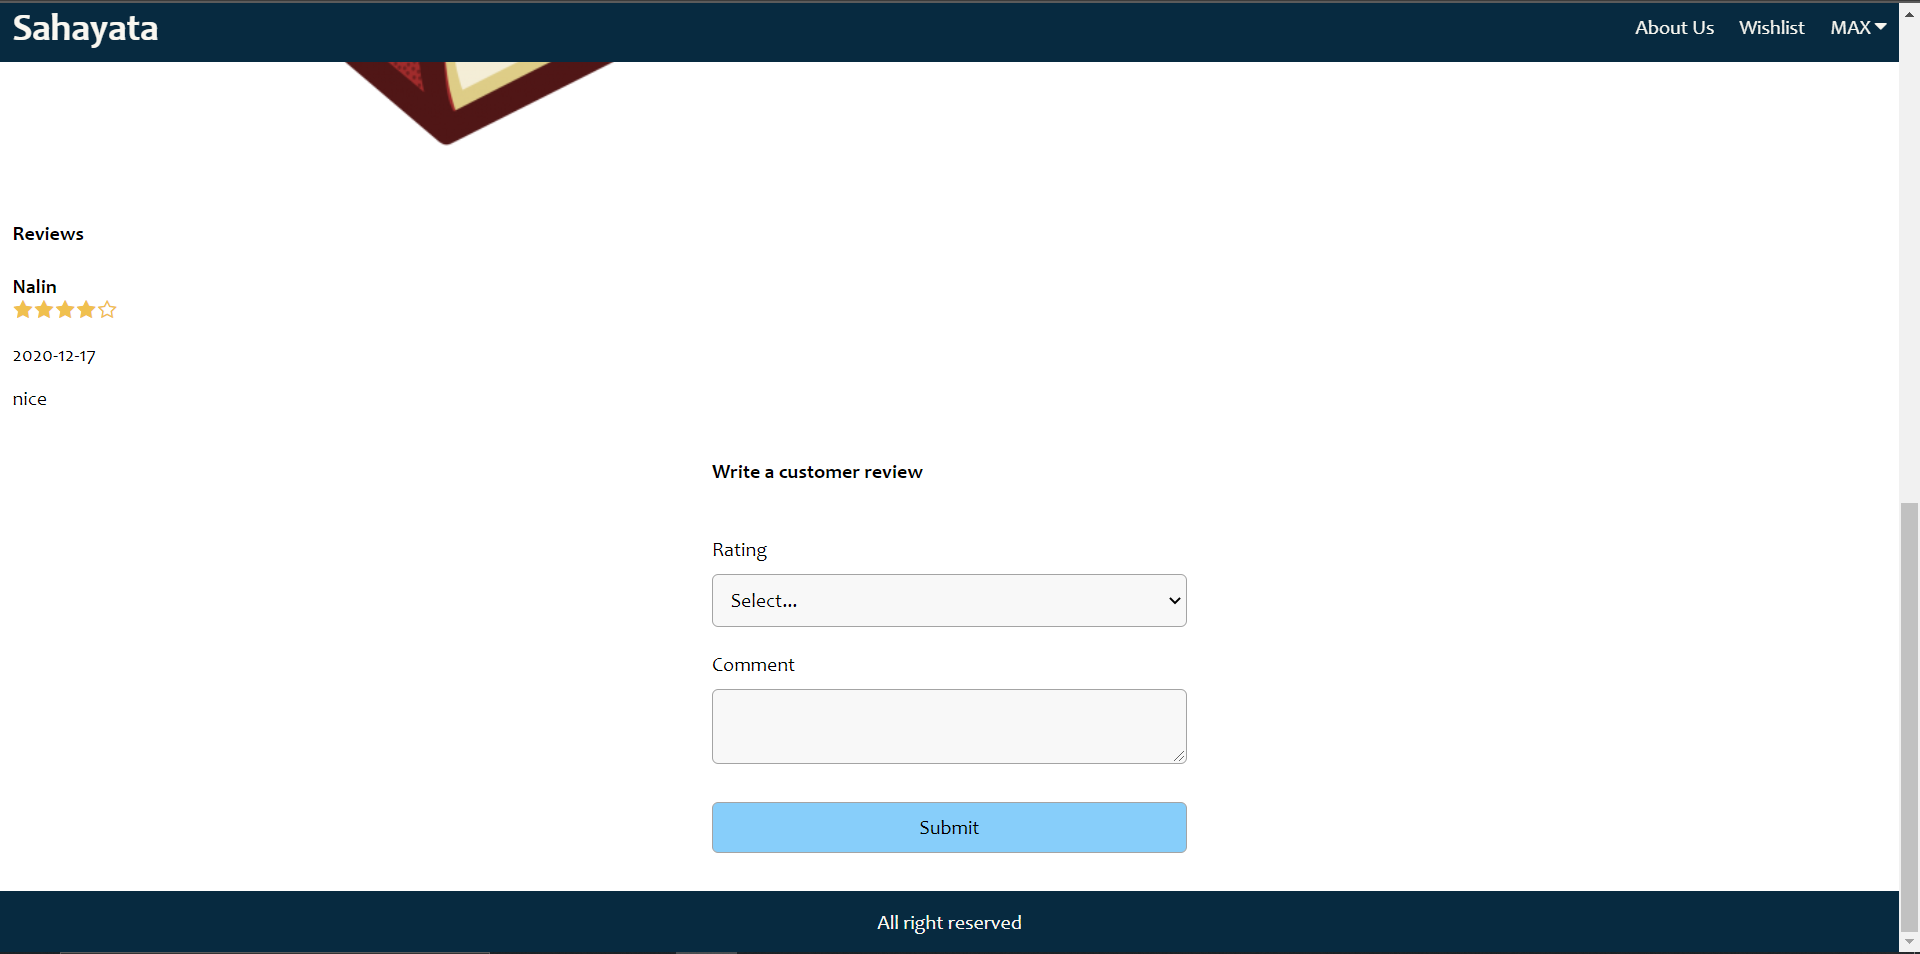 Sahayata
About Us Wishlist MAX
Reviews
Nalin
2020-12-17
nice
Write a customer review
Rating
Select...
Comment
Submit
All right reserved